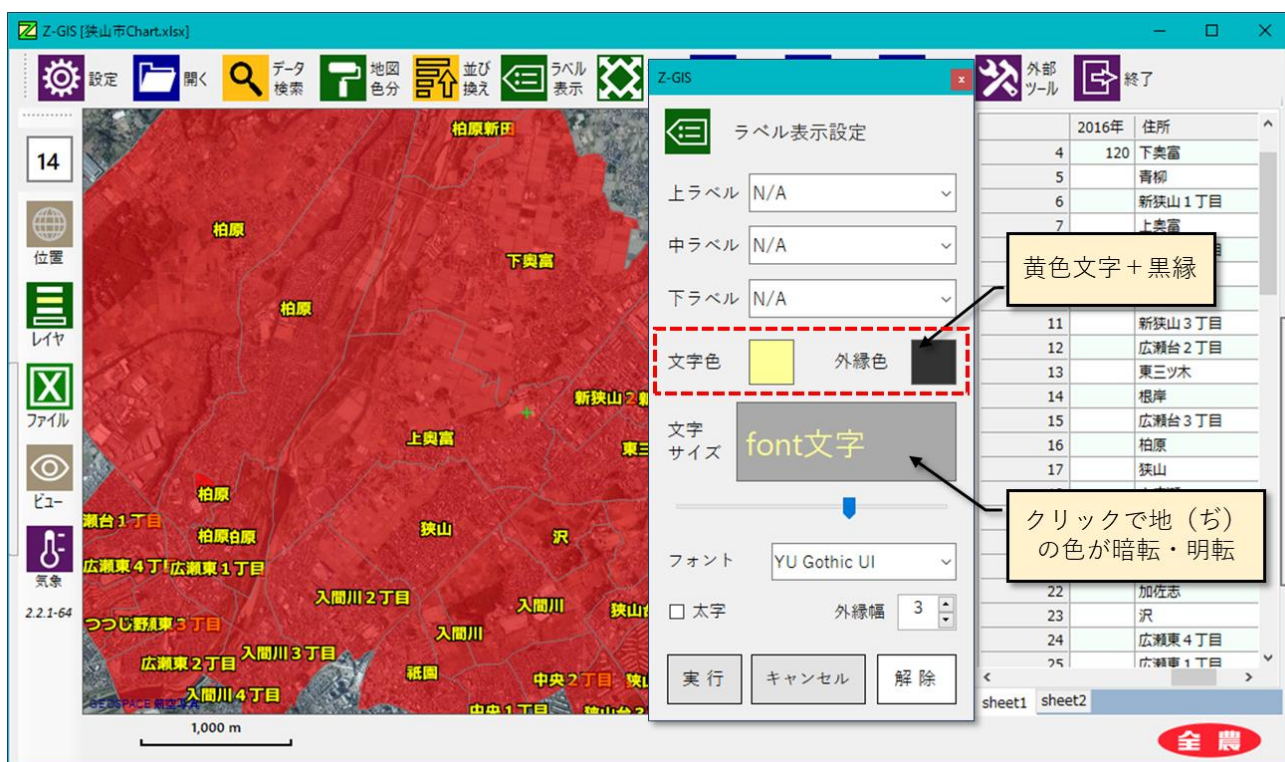 Z-GIS [狭山市Chart.xlsx]
設定
開く
データ
検索
地図
色分
並び
換え
ラベル
表示
外部
ツール
終了
14
位置
レイヤ
ファイル
ビュー
気象
2.2.1-64
柏原新田
柏原
下奥富
柏原
新狭山2
上奥富
東三
柏原
瀬台1丁目
柏原
狭山
沢
広瀬東4丁
広瀬東1丁目
入間川2丁目
入間川
狭山台
つつじ野
東3丁目
入間川
広瀬東2丁目
入間川3丁目
祇園
中央2丁目
入間川4丁目
中央1丁目
GEOSPACE 航空写真
1,000 m
Z-GIS
x
ラベル表示設定
上ラベル N/A
中ラベル N/A
下ラベル N/A
文字色
外縁色
文字
サイズ
font文字
フォント YU Gothic UI
太字
外縁幅 3
実行
キャンセル
解除
2016年 住所
4 120 下奥富
5 青柳
6 新狭山1丁目
7 上奥富
黄色文字+黒縁
11 新狭山3丁目
12 広瀬台2丁目
13 東三ツ木
14 根岸
15 広瀬台3丁目
16 柏原
17 狭山
クリックで地（ぢ）
の色が暗転・明転
22 加佐志
23 沢
24 広瀬東4丁目
25 広瀬東1丁目
sheet1 sheet2
全農